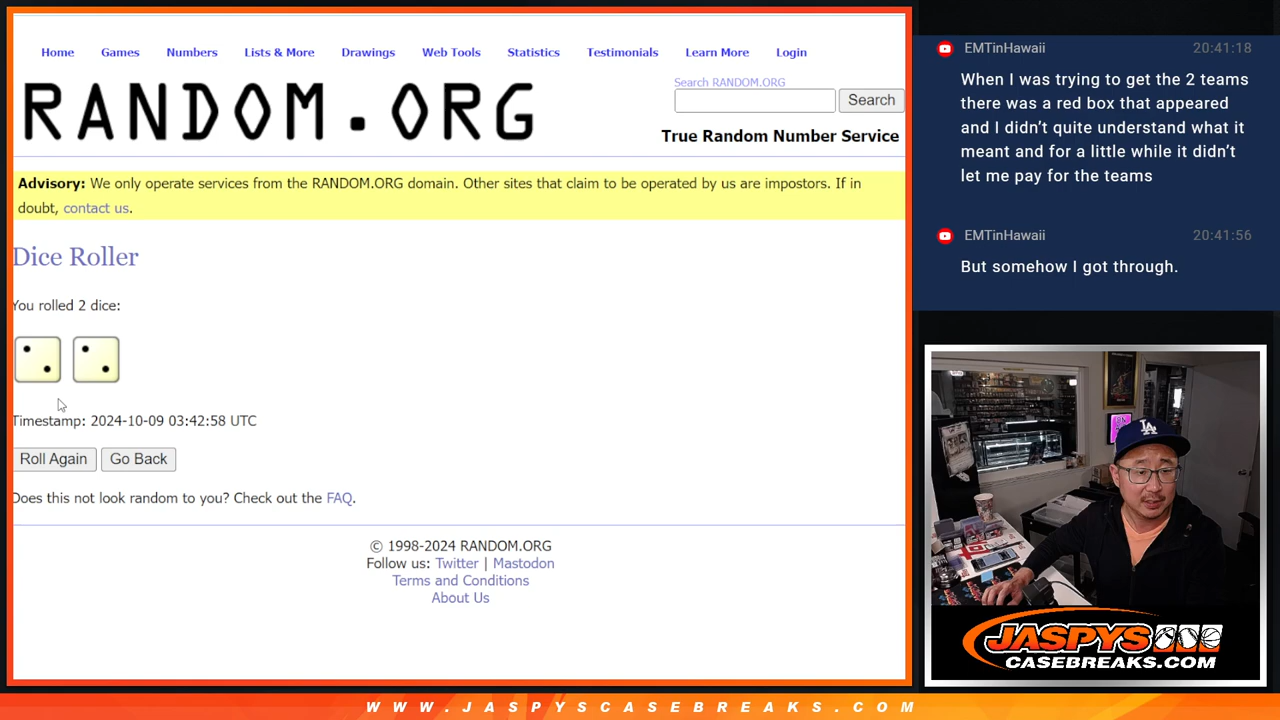 Home Games Numbers Lists & More Drawings Web Tools Statistics Testimonials Learn More Login
RANDOM.ORG
Search RANDOM.ORG
Search
True Random Number Service
Advisory: We only operate services from the RANDOM.ORG domain. Other sites that claim to be operated by us are impostors. If in
doubt, contact us.
Dice Roller
You rolled 2 dice:
Timestamp: 2024-10-09 03:42:58 UTC
Roll Again Go Back
Does this not look random to you? Check out the FAQ.
© 1998-2024 RANDOM.ORG
Follow us: Twitter | Mastodon
Terms and Conditions
About Us
EMTinHawaii 20:41:18
When I was trying to get the 2 teams
there was a red box that appeared
and I didn’t quite understand what it
meant and for a little while it didn’t
let me pay for the teams
EMTinHawaii 20:41:56
But somehow I got through.
LA
JASPYS
CASEBREAKS.COM
WWW.JASPYSCASEBREAKS.COM